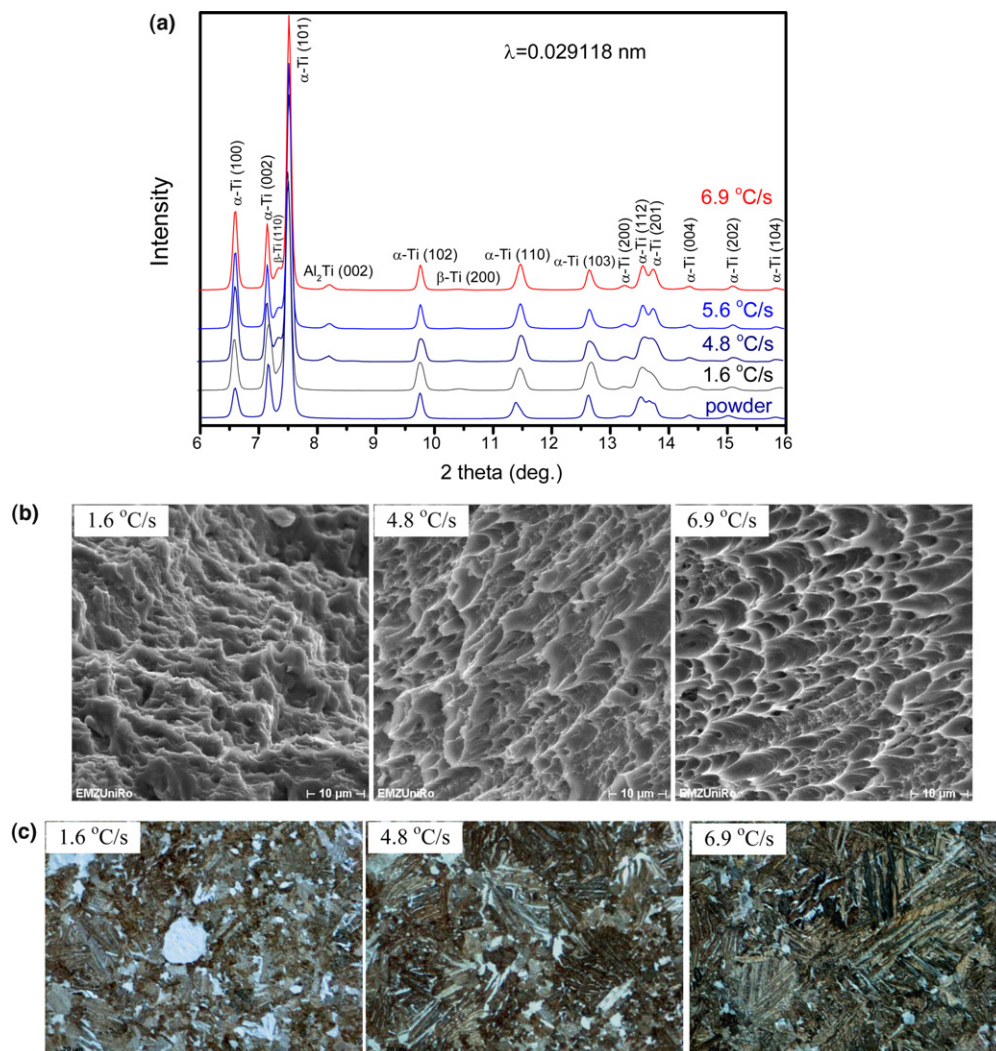 (a)
λ=0.029118 nm
Intensity
α-Ti (100)
α-Ti (002)
β-Ti (110)
α-Ti (101)
Al₂Ti (002)
α-Ti (102)
β-Ti (200)
α-Ti (110)
α-Ti (103)
α-Ti (200)
α-Ti (112)
α-Ti (201)
α-Ti (004)
α-Ti (202)
α-Ti (104)
6.9 °C/s
5.6 °C/s
4.8 °C/s
1.6 °C/s
powder
6 7 8 9 10 11 12 13 14 15 16
2 theta (deg.)
(b)
1.6 °C/s
4.8 °C/s
6.9 °C/s
EMZUniRo 10 µm
EMZUniRo 10 µm
EMZUniRo 10 µm
(c)
1.6 °C/s
4.8 °C/s
6.9 °C/s